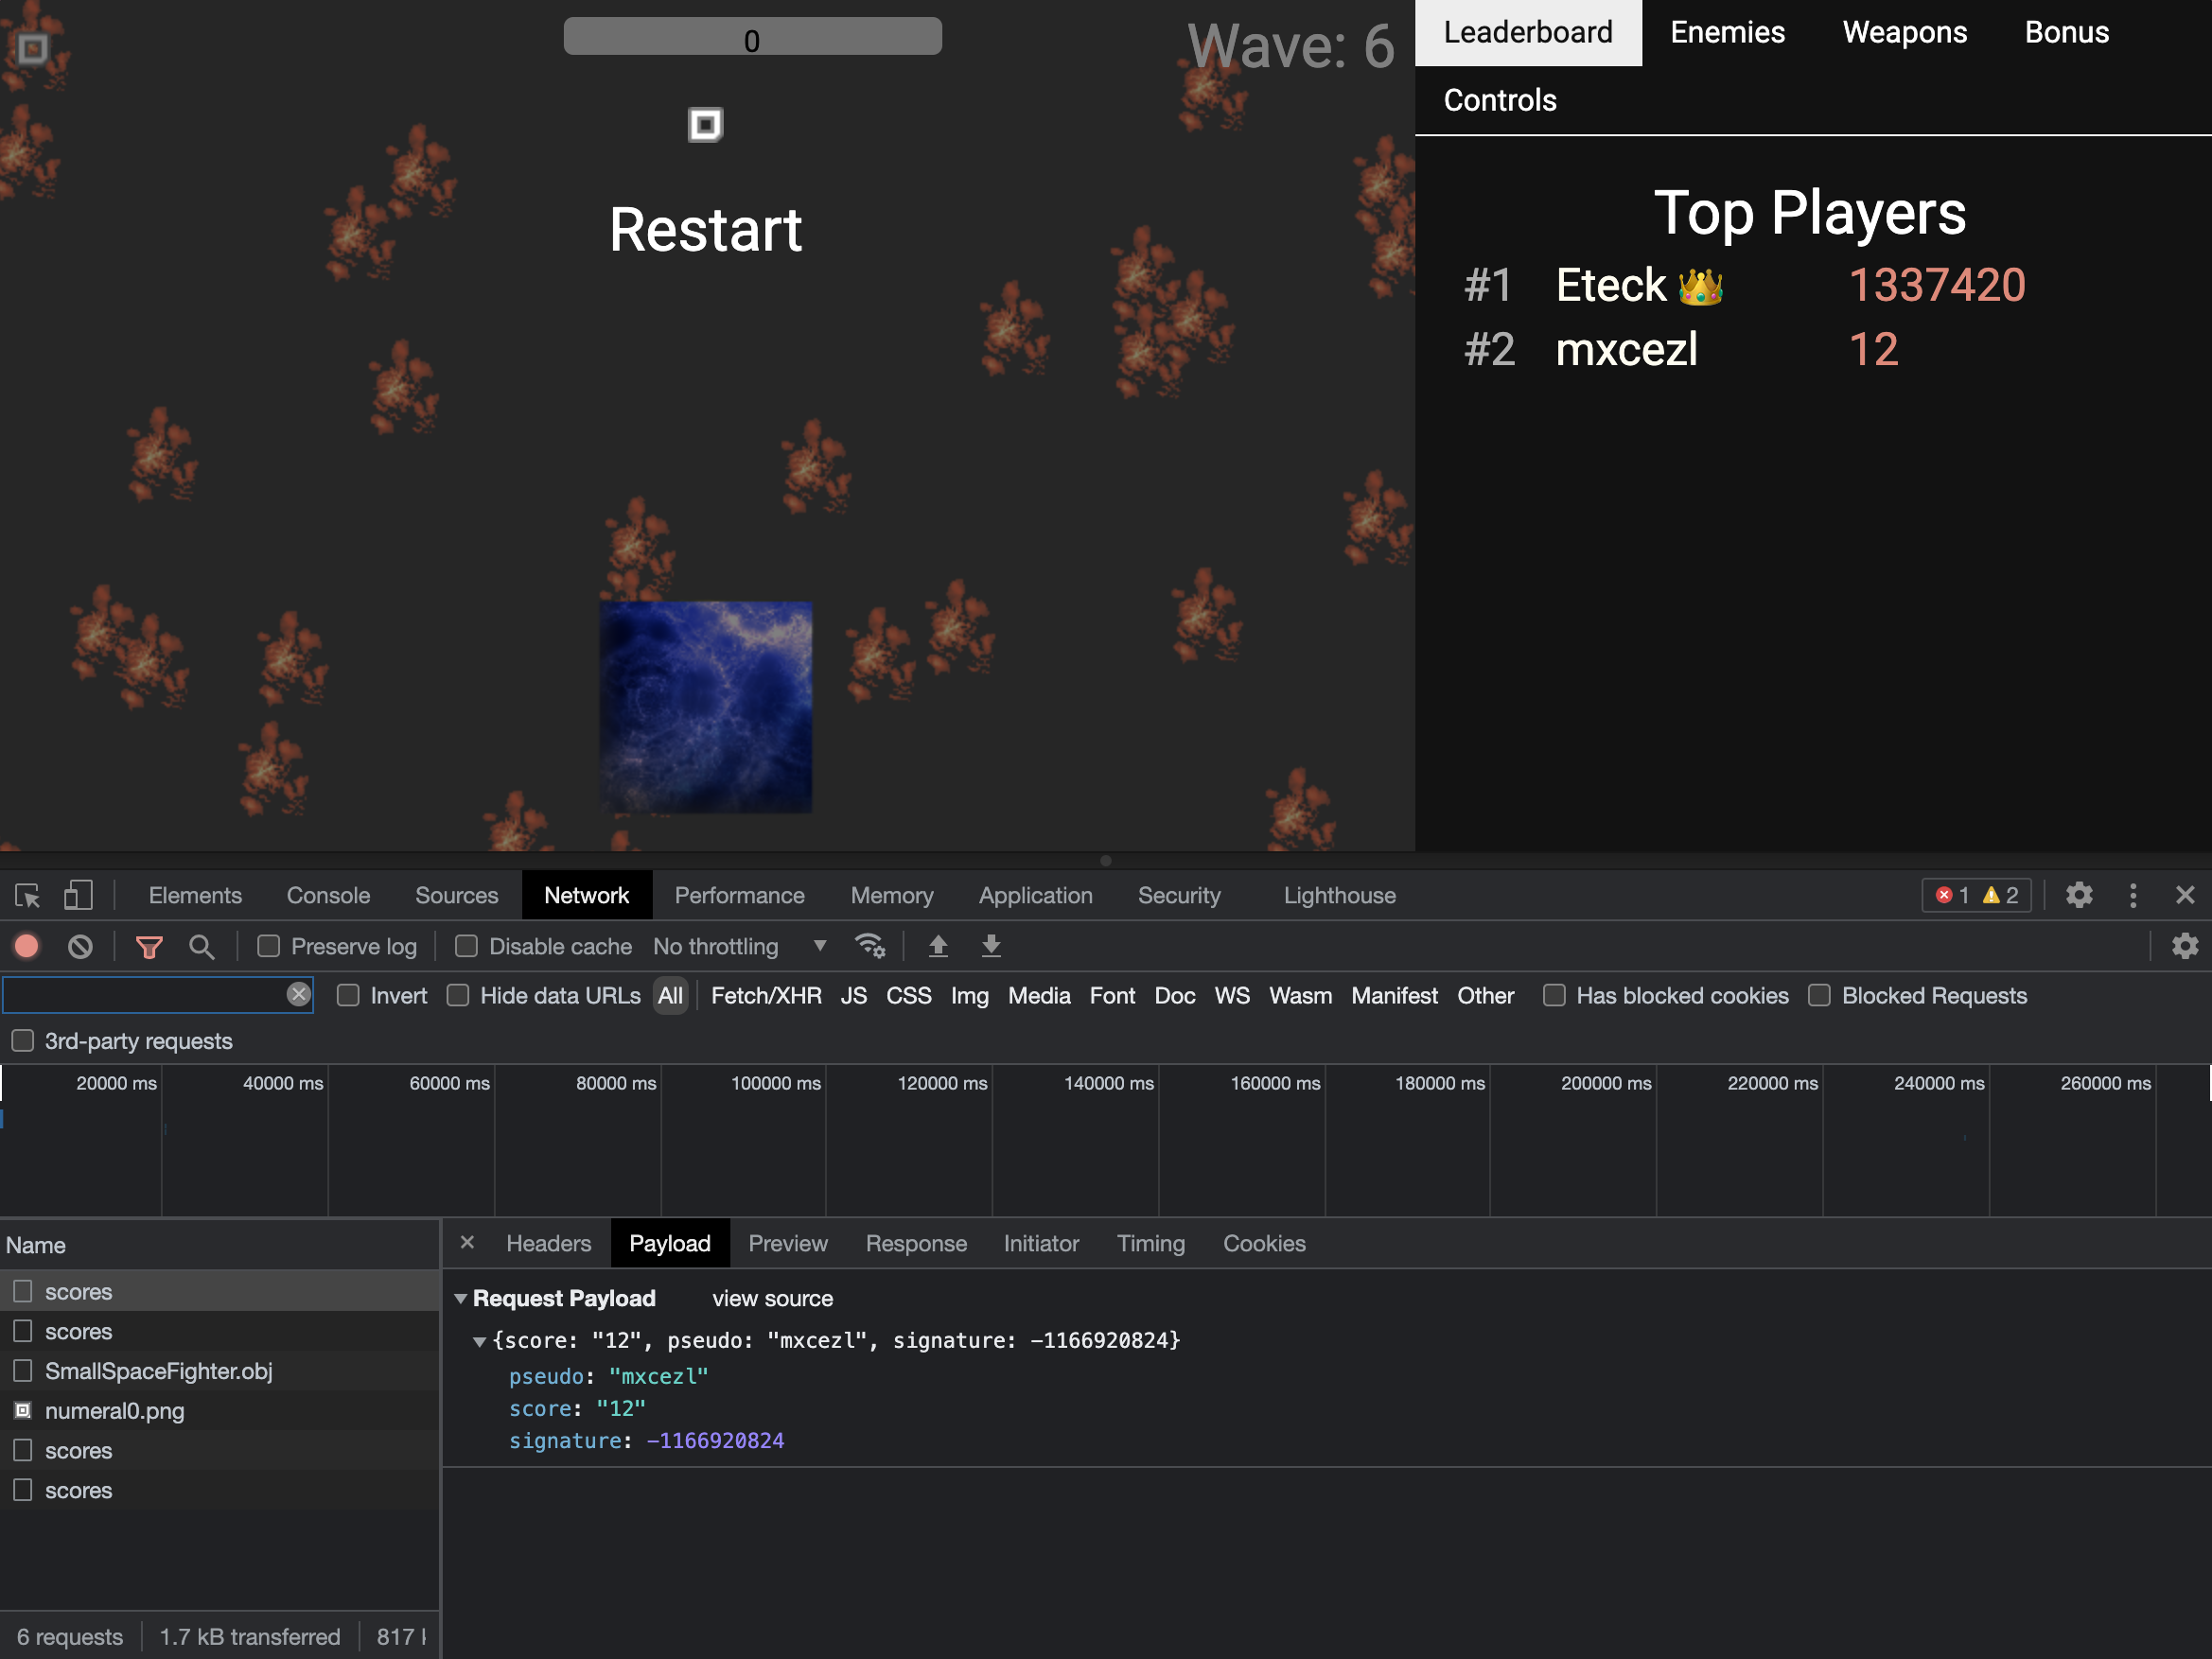 0
Wave: 6
Restart
Leaderboard Enemies Weapons Bonus
Controls
Top Players
#1 Eteck 👑 1337420
#2 mxcezl 12
Elements Console Sources Network Performance Memory Application Security Lighthouse 1 2
Preserve log Disable cache No throttling
Invert Hide data URLs All Fetch/XHR JS CSS Img Media Font Doc WS Wasm Manifest Other Has blocked cookies Blocked Requests
3rd-party requests
20000 ms 40000 ms 60000 ms 80000 ms 100000 ms 120000 ms 140000 ms 160000 ms 180000 ms 200000 ms 220000 ms 240000 ms 260000 ms
Name
scores
scores
SmallSpaceFighter.obj
numeral0.png
scores
scores
6 requests 1.7 kB transferred 817
Headers Payload Preview Response Initiator Timing Cookies
Request Payload view source
{score: "12", pseudo: "mxcezl", signature: -1166920824}
pseudo: "mxcezl"
score: "12"
signature: -1166920824